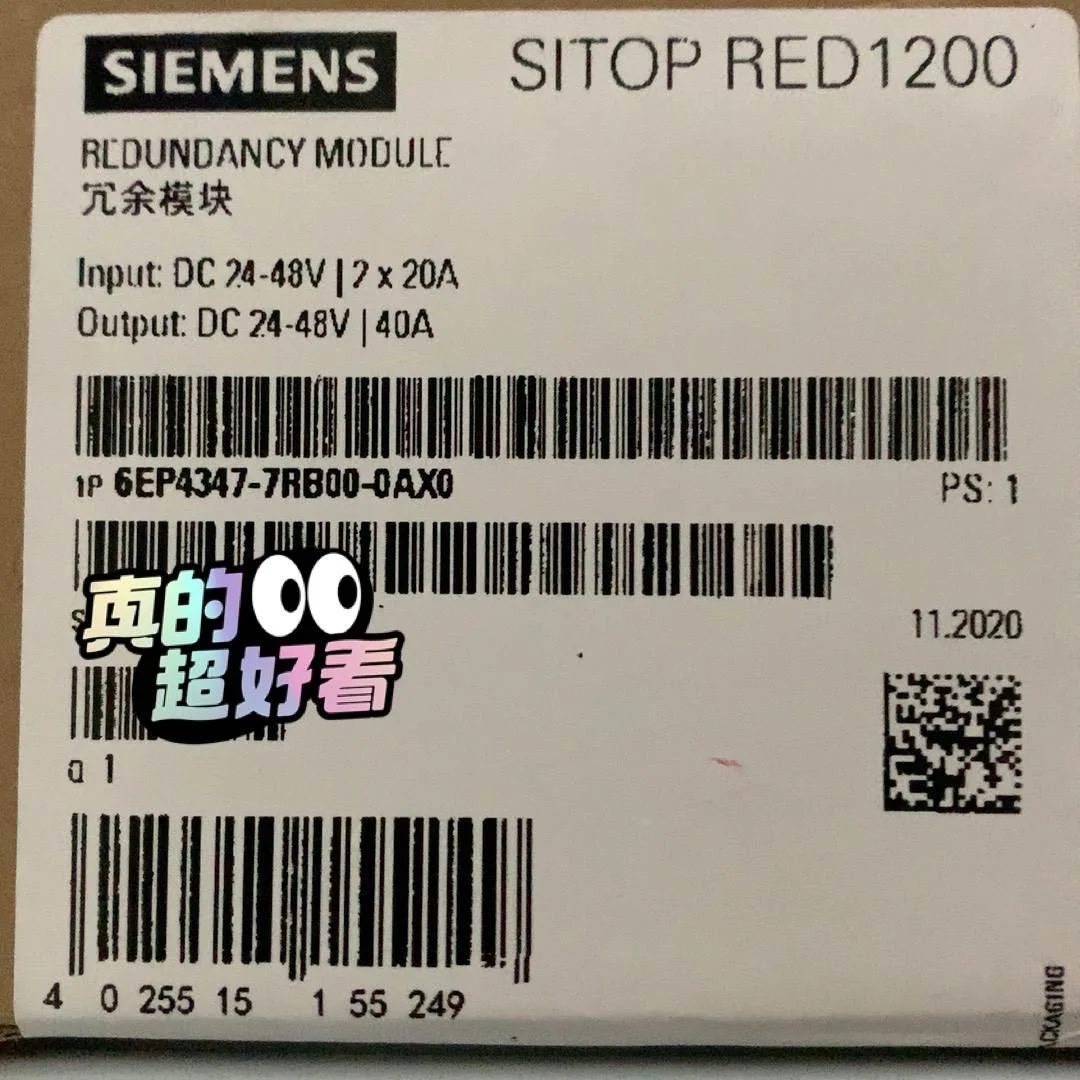 SIEMENS
SITOP RED1200
REDUNDANCY MODULE
冗余模块
Input: DC 24-48V | 2 x 20A
Output: DC 24-48V | 40A
1P 6EP4347-7RB00-0AX0
PS: 1
真的
超好看
11.2020
Q 1
4 0 255 15 1 55 249